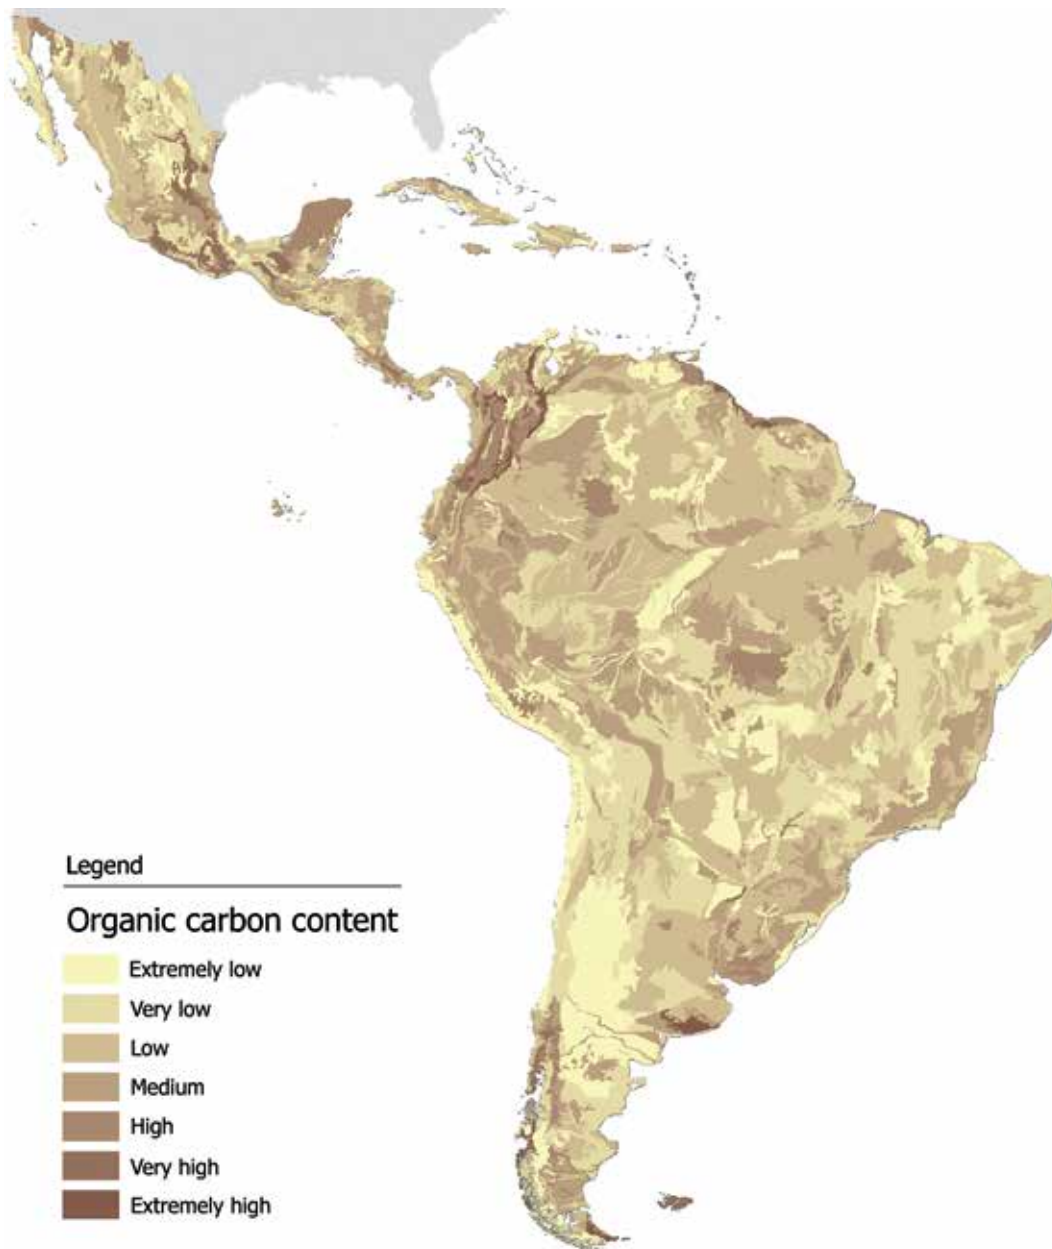 Legend
Organic carbon content
Extremely low
Very low
Low
Medium
High
Very high
Extremely high